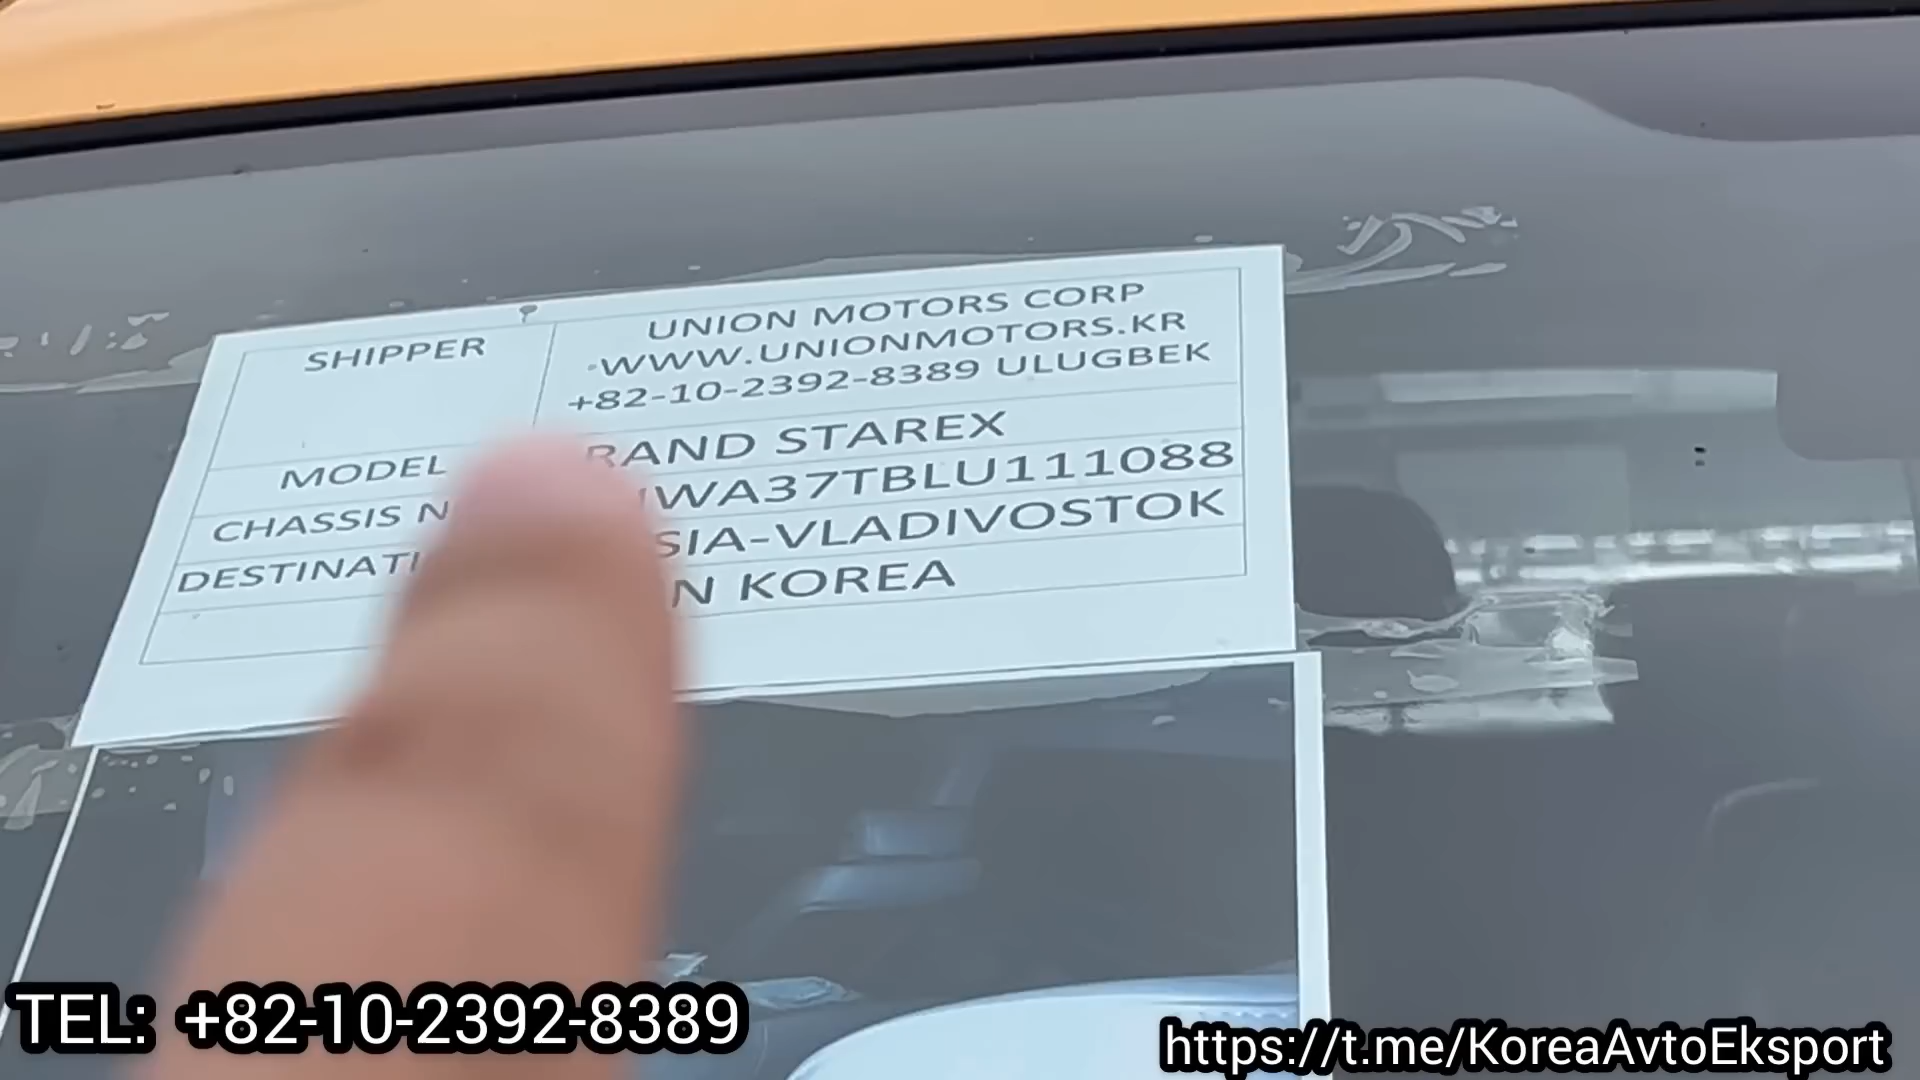 SHIPPER
UNION MOTORS CORP
WWW.UNIONMOTORS.KR
+82-10-2392-8389 ULUGBEK
MODEL
RAND STAREX
CHASSIS N
WA37TBLU111088
DESTINATI
SIA-VLADIVOSTOK
N KOREA
TEL: +82-10-2392-8389
https://t.me/KoreaAvtoEksport